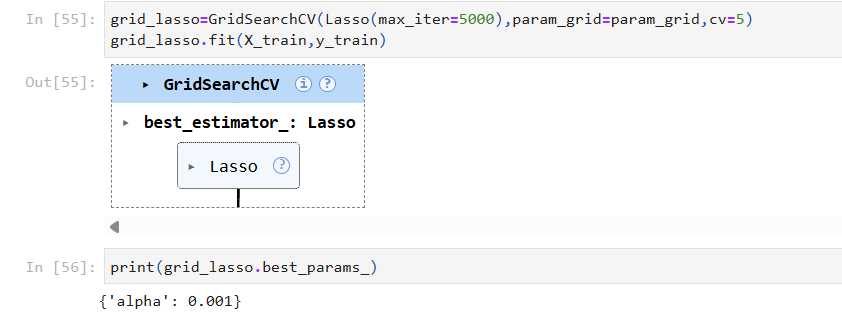 In [55]: grid_lasso=GridSearchCV(Lasso(max_iter=5000),param_grid=param_grid,cv=5)
grid_lasso.fit(X_train,y_train)
Out[55]:
▸ GridSearchCV i ?
▸ best_estimator_: Lasso
▸ Lasso ?
In [56]: print(grid_lasso.best_params_)
{'alpha': 0.001}